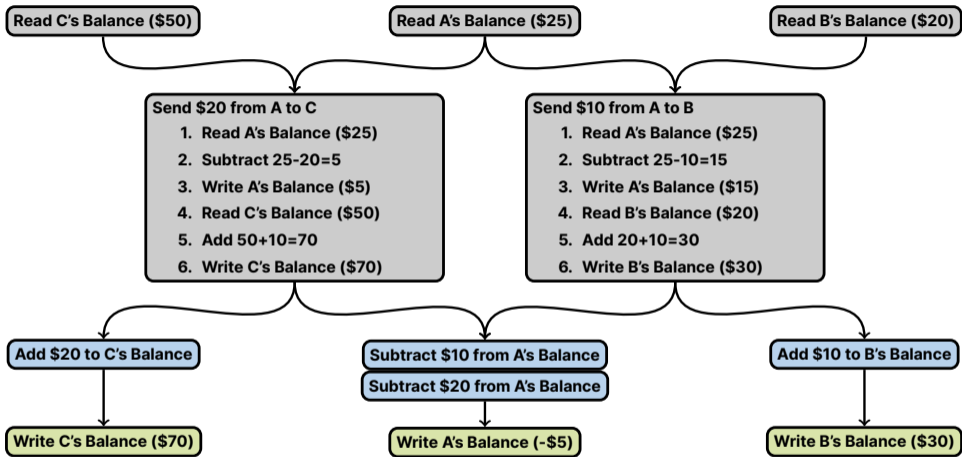 Read C's Balance ($50)
Read A's Balance ($25)
Read B's Balance ($20)
Send $20 from A to C
1. Read A's Balance ($25)
2. Subtract 25-20=5
3. Write A's Balance ($5)
4. Read C's Balance ($50)
5. Add 50+10=70
6. Write C's Balance ($70)
Send $10 from A to B
1. Read A's Balance ($25)
2. Subtract 25-10=15
3. Write A's Balance ($15)
4. Read B's Balance ($20)
5. Add 20+10=30
6. Write B's Balance ($30)
Add $20 to C's Balance
Subtract $10 from A's Balance
Subtract $20 from A's Balance
Add $10 to B's Balance
Write C's Balance ($70)
Write A's Balance (-$5)
Write B's Balance ($30)